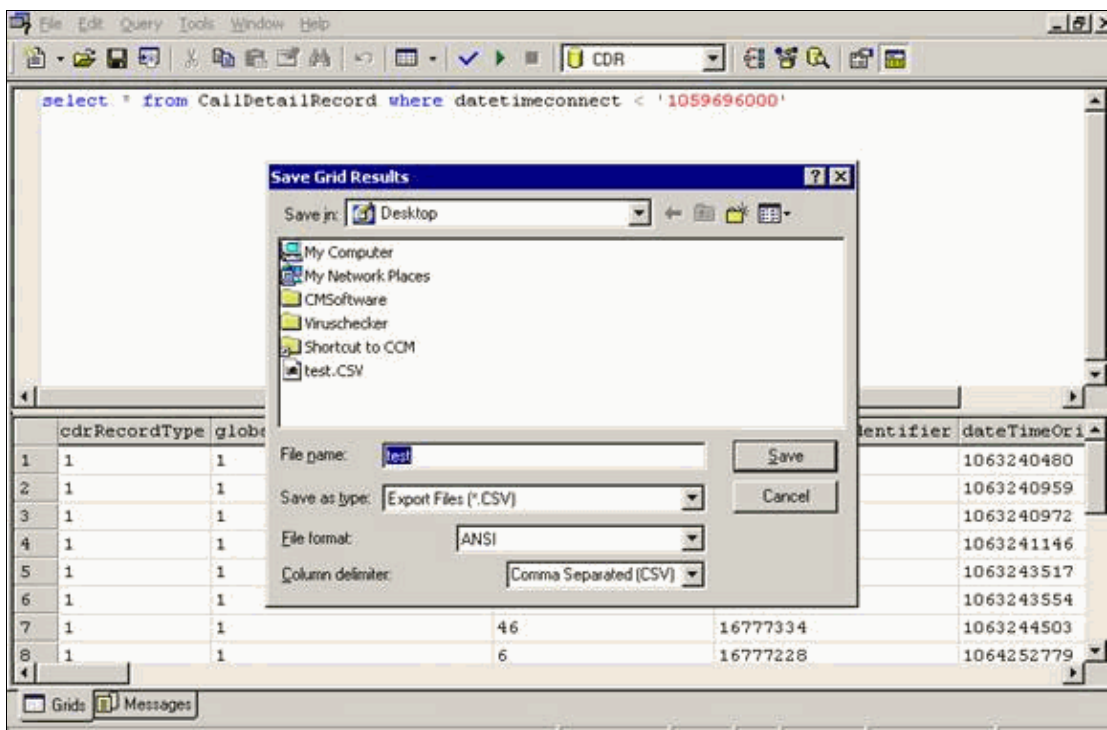 File Edit Query Tools Window Help
CDR
select * from CallDetailRecord where datetimeconnect < '1059696000'
Save Grid Results
Save in: Desktop
My Computer
My Network Places
CMSoftware
Viruschecker
Shortcut to CCM
test.CSV
File name: test Save
Save as type: Export Files (*.CSV) Cancel
File format: ANSI
Column delimiter: Comma Separated (CSV)
cdrRecordType globa entifier dateTimeOri
1 1 1 1063240480
2 1 1 1063240959
3 1 1 1063240972
4 1 1 1063241146
5 1 1 1063243517
6 1 1 1063243554
7 1 1 46 16777334 1063244503
8 1 1 6 16777228 1064252779
Grids Messages